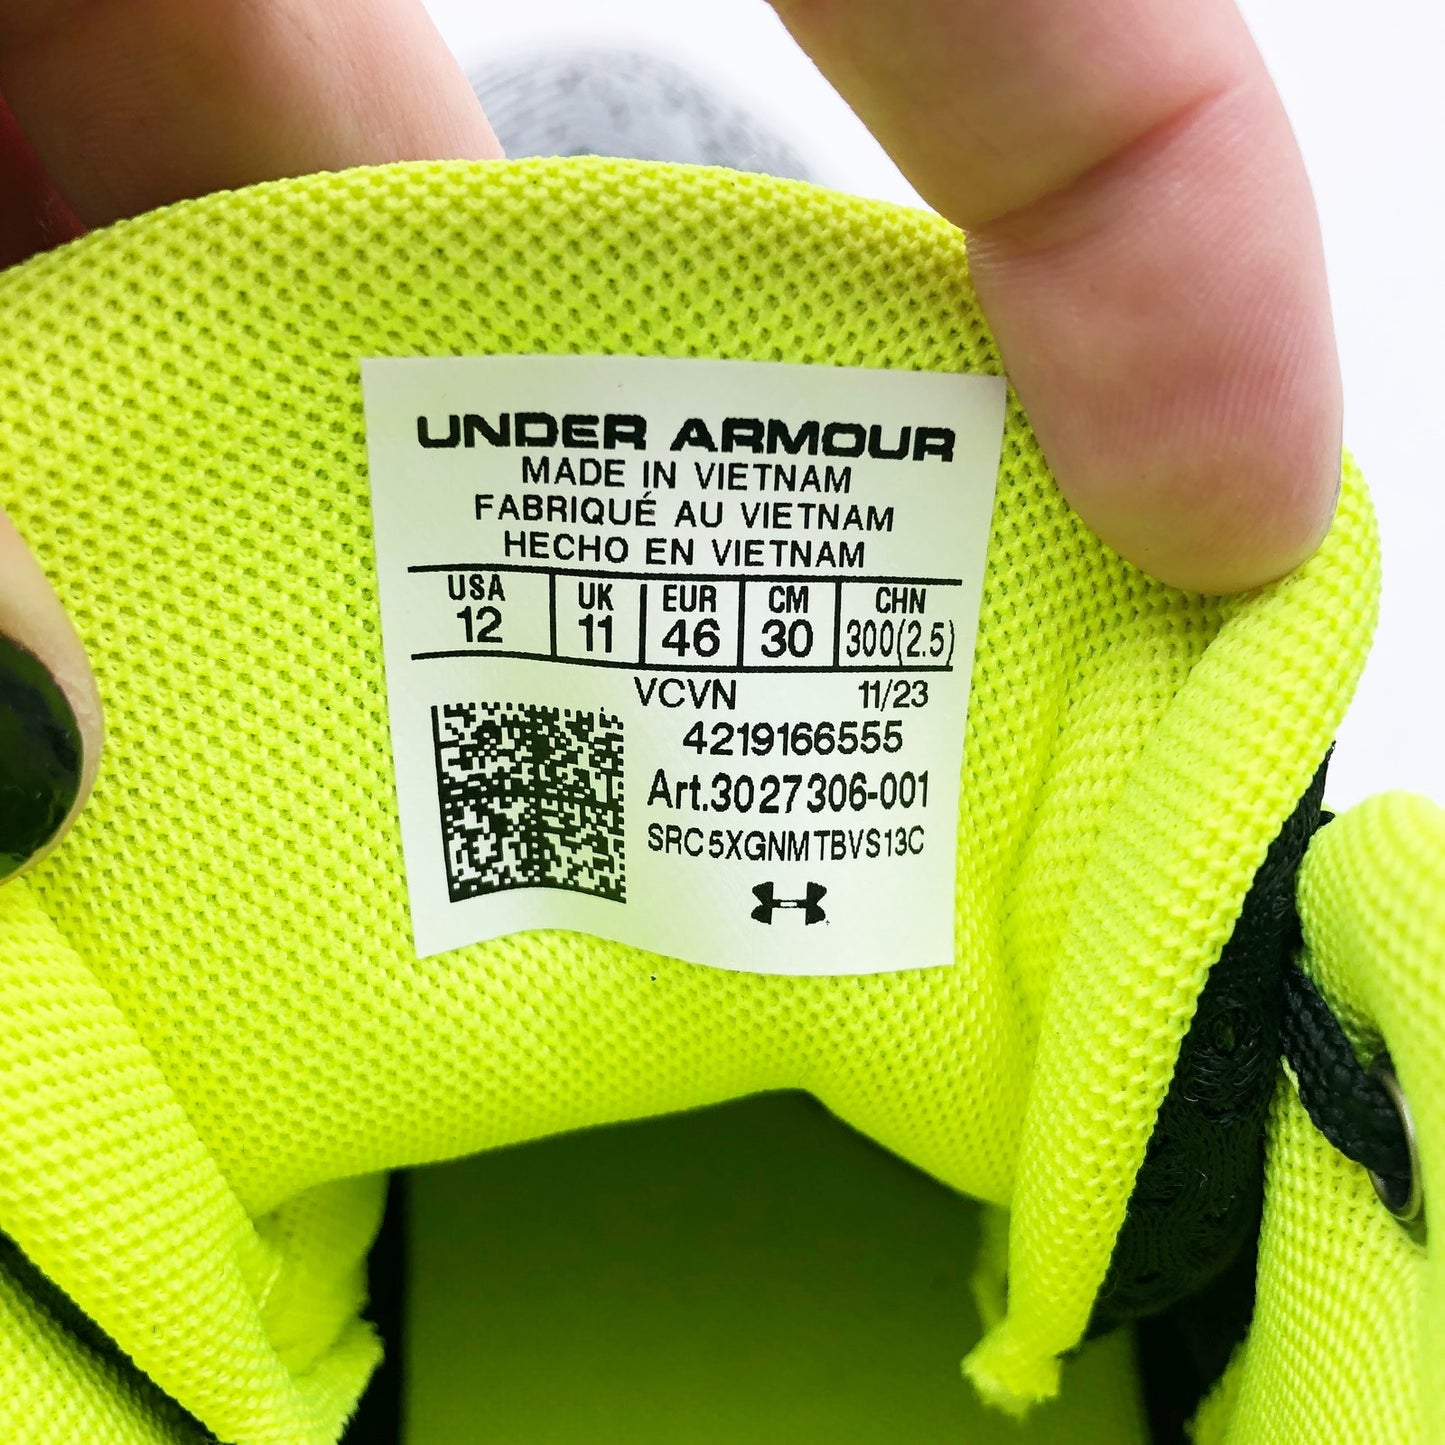 UNDER ARMOUR
MADE IN VIETNAM
FABRIQUÉ AU VIETNAM
HECHO EN VIETNAM
USA UK EUR CM CHN
12 11 46 30 300(2.5)
VCVN 11/23
4219166555
Art.3027306-001
SRC5XGNMTBVS13C